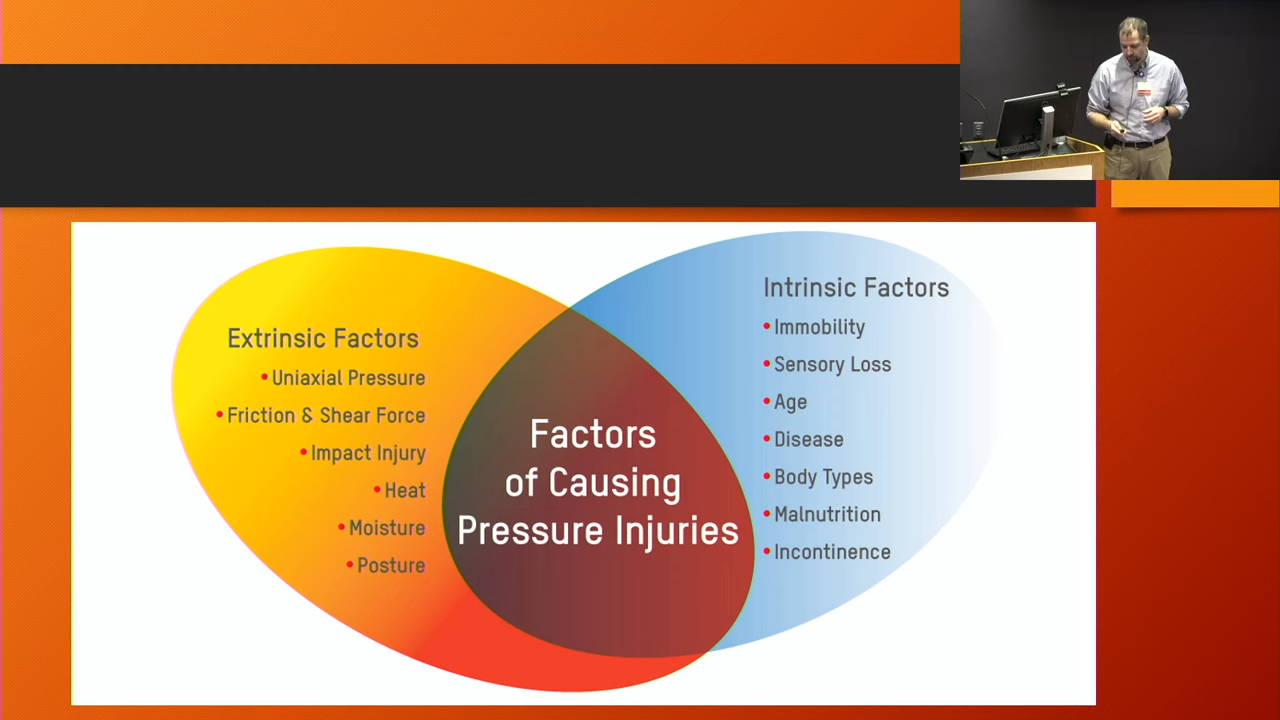 Extrinsic Factors
•Uniaxial Pressure
•Friction & Shear Force
•Impact Injury
•Heat
•Moisture
•Posture
Factors
of Causing
Pressure Injuries
Intrinsic Factors
•Immobility
•Sensory Loss
•Age
•Disease
•Body Types
•Malnutrition
•Incontinence